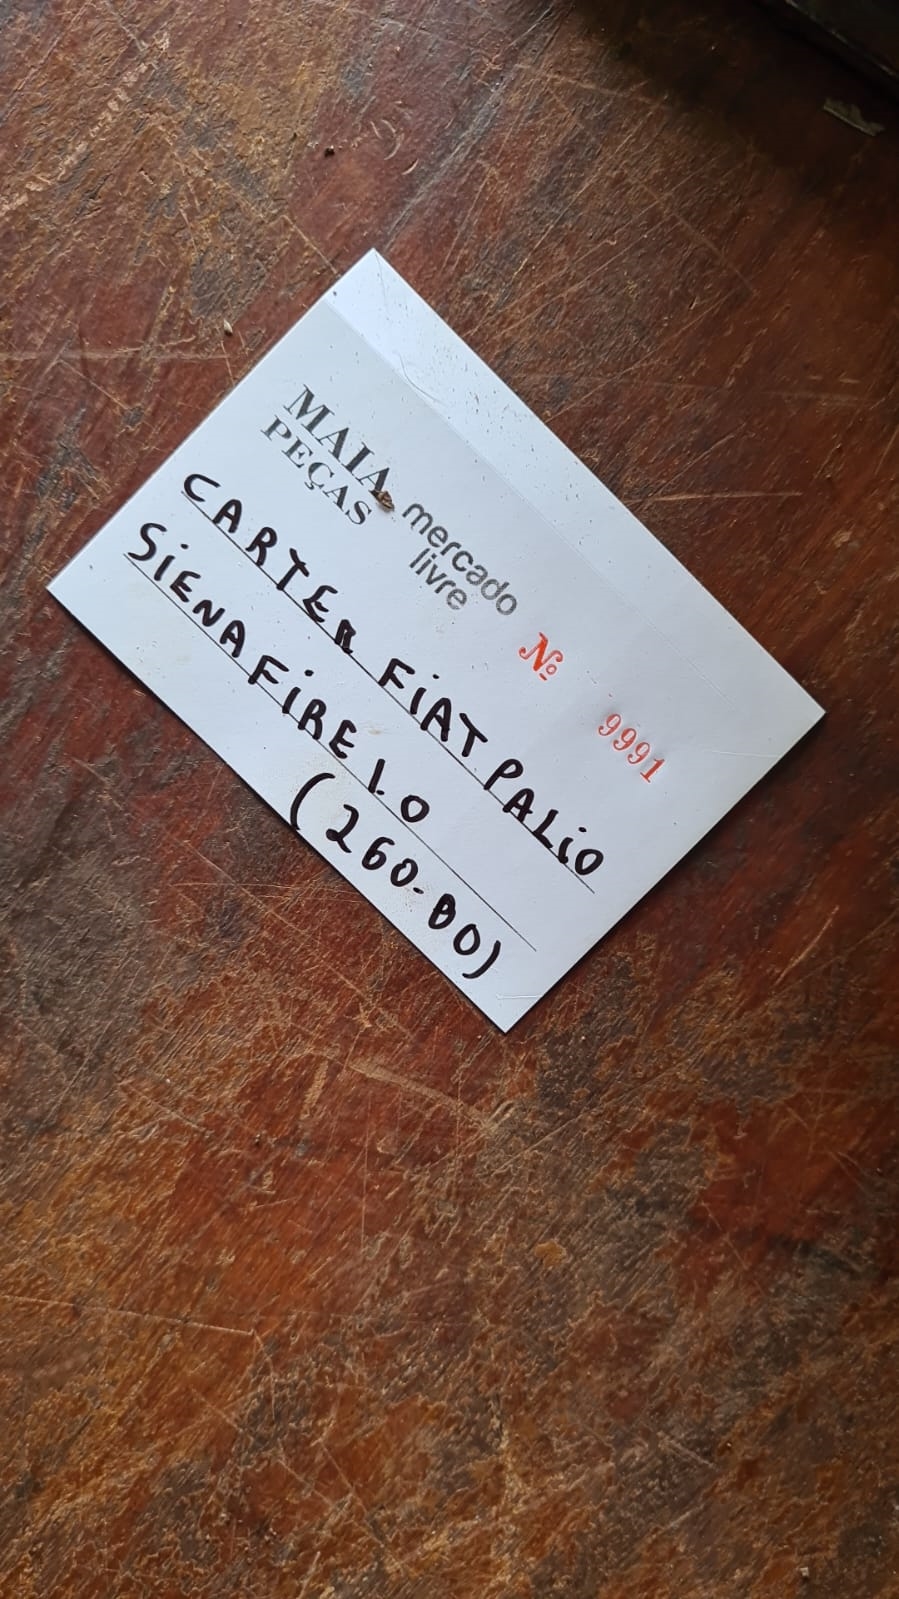 MAIA
PEÇAS
mercado
livre
Nº 9991
CARTER FIAT PALIO
SIENA FIRE 1.0
(260-00)